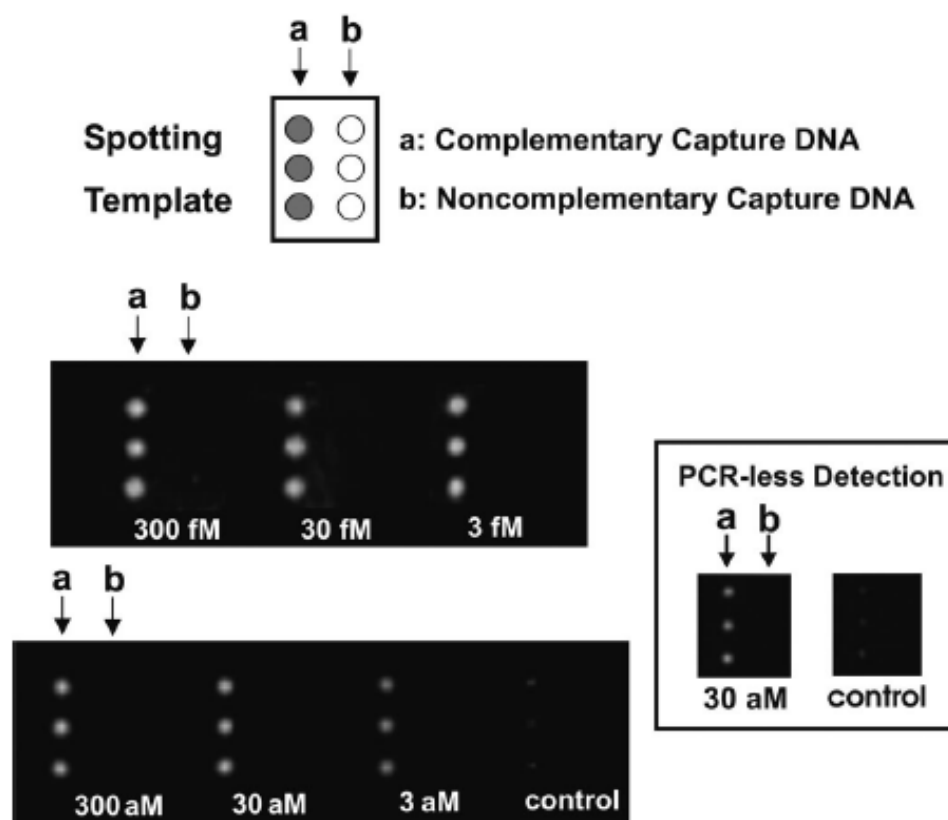 a b
Spotting
Template
a: Complementary Capture DNA
b: Noncomplementary Capture DNA
a b
300 fM 30 fM 3 fM
a b
300 aM 30 aM 3 aM control
PCR-less Detection
a b
30 aM control